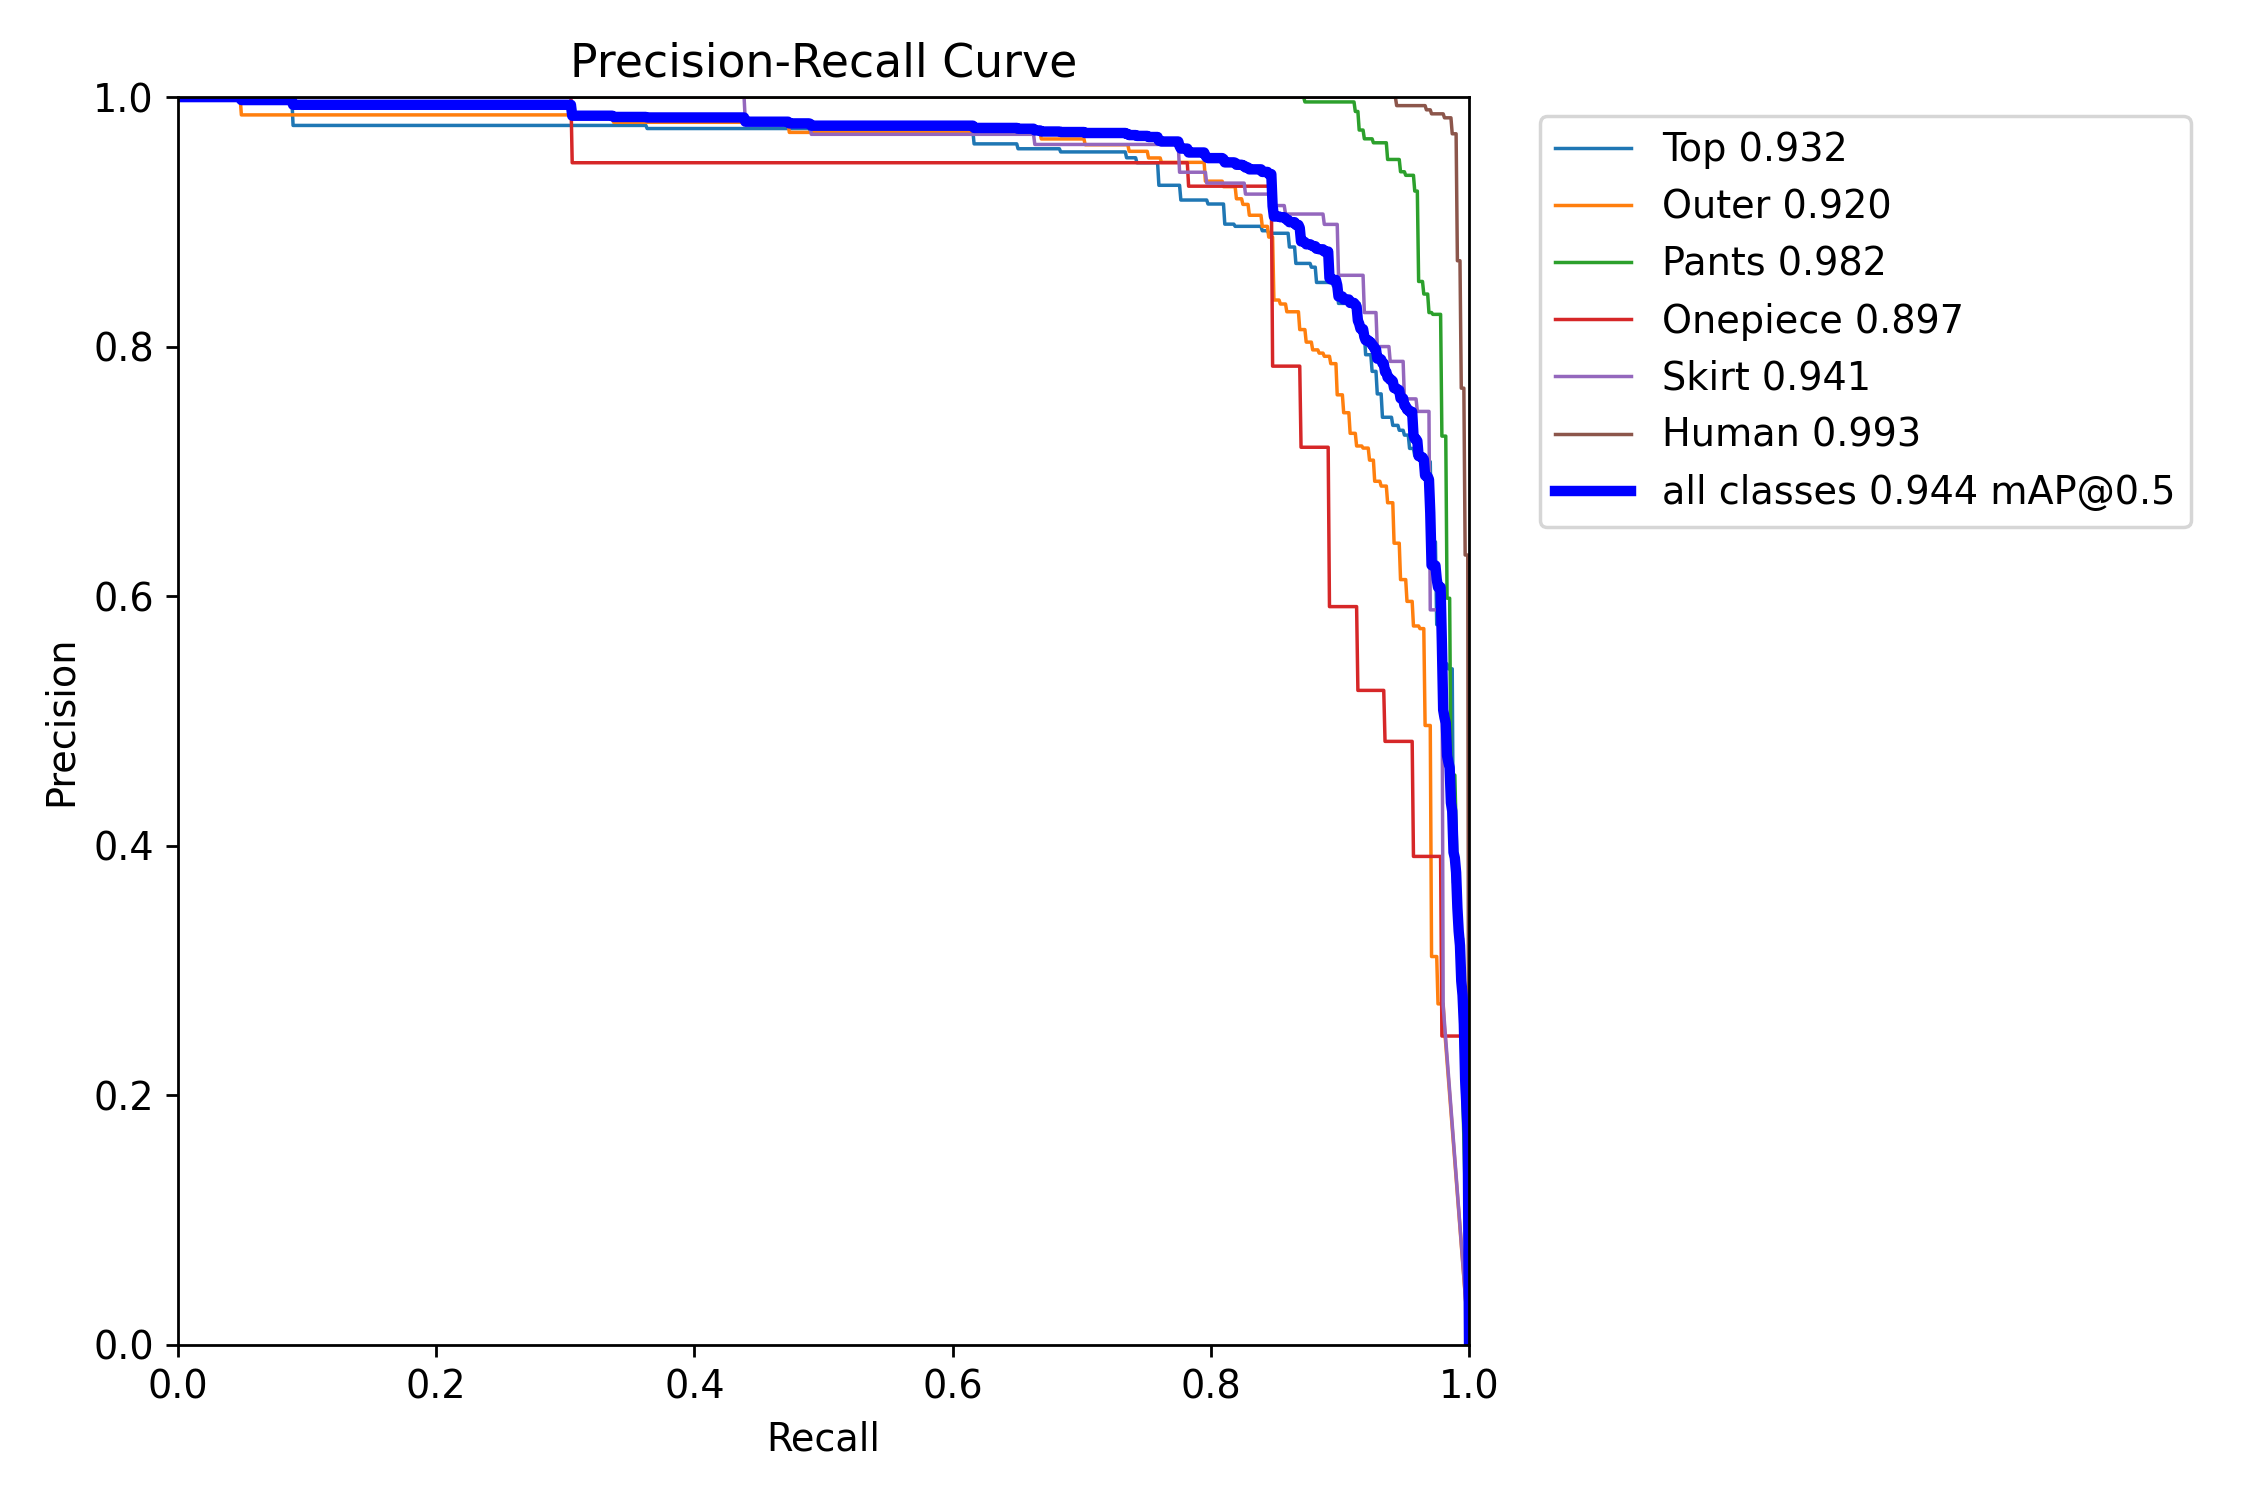 Precision-Recall Curve
1.0
0.8
0.6
0.4
0.2
0.0
Precision
0.0 0.2 0.4 0.6 0.8 1.0
Recall
Top 0.932
Outer 0.920
Pants 0.982
Onepiece 0.897
Skirt 0.941
Human 0.993
all classes 0.944 mAP@0.5